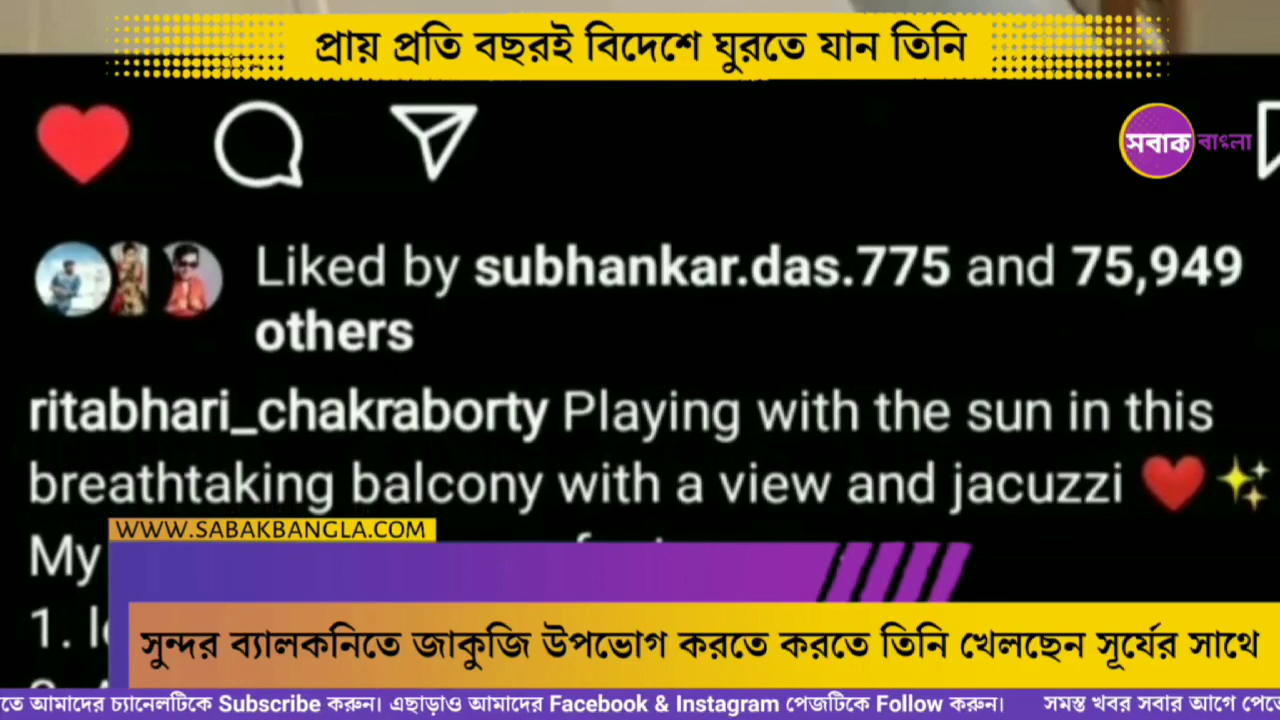 প্রায় প্রতি বছরই বিদেশে ঘুরতে যান তিনি
সবাক বাংলা
Liked by subhankar.das.775 and 75,949
others
ritabhari_chakraborty Playing with the sun in this
breathtaking balcony with a view and jacuzzi ❤️✨
WWW.SABAKBANGLA.COM
My
1.
সুন্দর ব্যালকনিতে জাকুজি উপভোগ করতে করতে তিনি খেলছেন সূর্যের সাথে
তে আমাদের চ্যানেলটিকে Subscribe করুন। এছাড়াও আমাদের Facebook & Instagram পেজটিকে Follow করুন। সমস্ত খবর সবার আগে